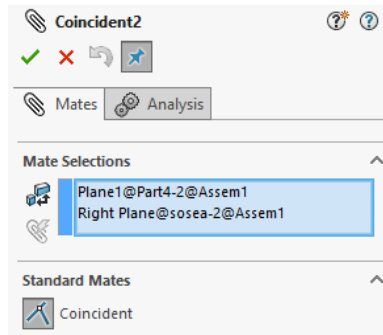 Coincident2
Mates
Analysis
Mate Selections
Plane1@Part4-2@Assem1
Right Plane@sosea-2@Assem1
Standard Mates
Coincident